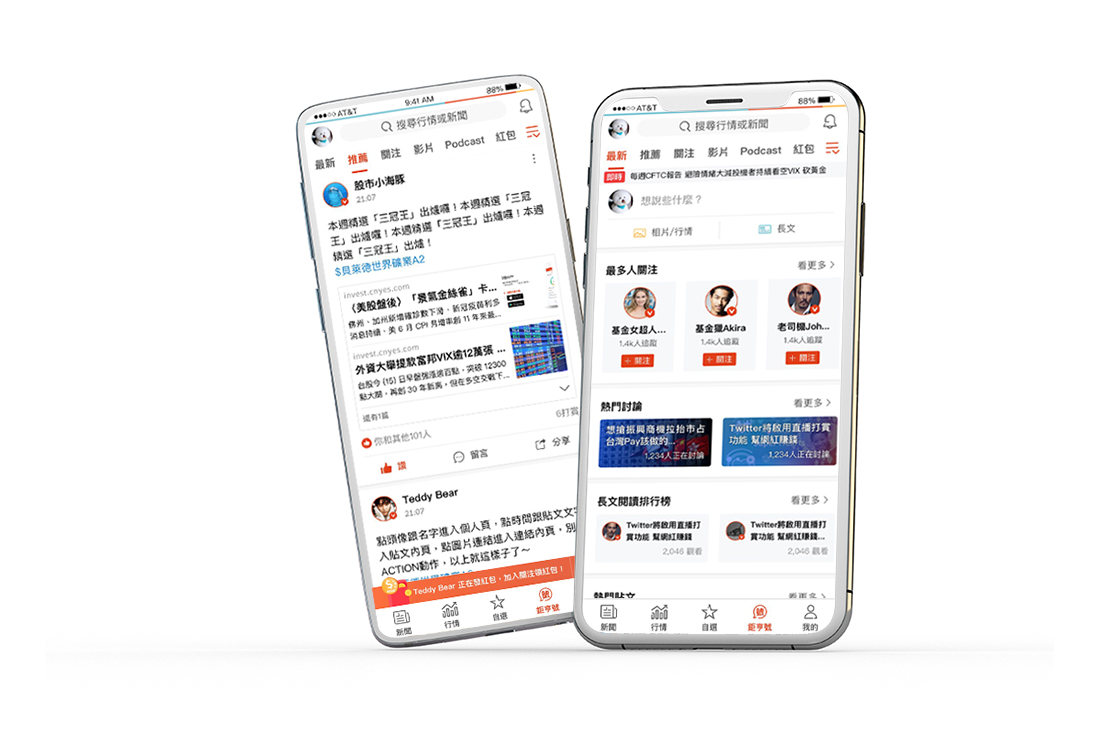 AT&T
9:41 AM
88%
搜尋行情或新聞
最新
推薦
關注
影片
Podcast
紅包
股市小海豚
21:07
本週精選「三冠王」出爐囉！本週精選「三冠
王」出爐囉！本週精選「三冠王」出爐囉！本週
精選「三冠王」出爐！
$貝萊德世界礦業A2
invest.cnyes.com
〈美股盤後〉「景氣金絲雀」卡...
佛州、加州新增確診數下滑、新冠疫苗利多
消息持續、美 6 月 CPI 月增率創 11 年來最...
invest.cnyes.com
外資大舉提款富邦VIX逾12萬張 ...
台股今 (15) 日早盤強漲逾百點，突破 12300
點大關，再創 30 年新高，但在多空交戰下...
還有1篇
你和其他101人
6打賞
讚
留言
分享
Teddy Bear
21:07
點頭像跟名字進入個人頁，點時間跟貼文文字
入貼文內頁，點圖片連結進入連結內頁，別
ACTION動作，以上就這樣子了～
Teddy Bear 正在發紅包，加入關注領紅包！
新聞
行情
自選
鉅亨號
AT&T
88%
搜尋行情或新聞
最新
推薦
關注
影片
Podcast
紅包
即時
每週CFTC報告 避險情緒大減投機者持續看空VIX 砍黃金
想說些什麼？
相片/行情
長文
最多人關注
看更多
基金女超人...
1.4k人追蹤
+ 關注
基金獵Akira
1.4k人追蹤
+ 關注
老司機Joh...
1.4k人追蹤
+ 關注
熱門討論
看更多
想搶振興商機拉抬市占
台灣Pay該做的...
1,234人正在討論
Twitter將啟用直播打賞
功能 幫網紅賺錢
1,234人正在討論
長文閱讀排行榜
看更多
Twitter將啟用直播打
賞功能 幫網紅賺錢...
2,046 觀看
Twitter將啟用直播打
賞功能 幫網紅賺錢...
2,046 觀看
熱門貼文
看更多
新聞
行情
自選
鉅亨號
我的